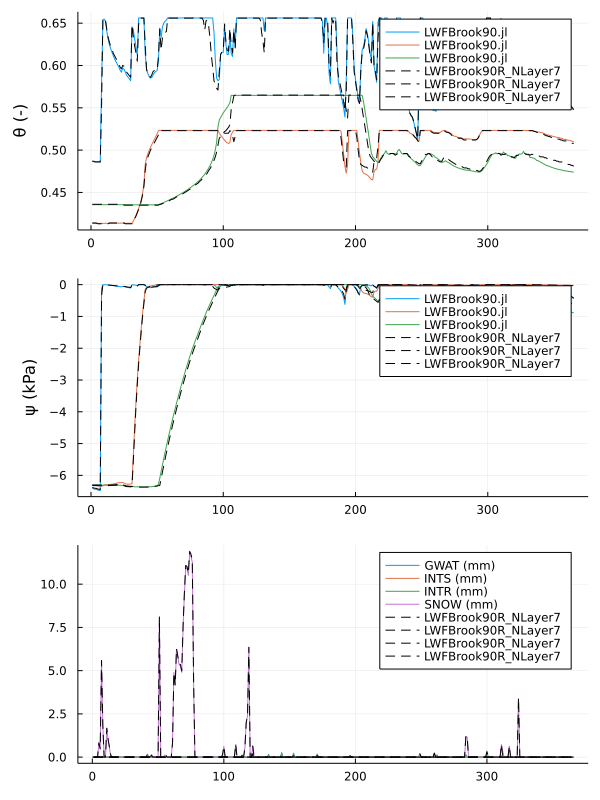 0.65
0.60
0.55
0.50
0.45
θ (-)
LWFBrook90.jl
LWFBrook90.jl
LWFBrook90.jl
LWFBrook90R_NLayer7
LWFBrook90R_NLayer7
LWFBrook90R_NLayer7
0 100 200 300
0
−1
−2
−3
−4
−5
−6
ψ (kPa)
LWFBrook90.jl
LWFBrook90.jl
LWFBrook90.jl
LWFBrook90R_NLayer7
LWFBrook90R_NLayer7
LWFBrook90R_NLayer7
0 100 200 300
10.0
7.5
5.0
2.5
0.0
GWAT (mm)
INTS (mm)
INTR (mm)
SNOW (mm)
LWFBrook90R_NLayer7
LWFBrook90R_NLayer7
LWFBrook90R_NLayer7
LWFBrook90R_NLayer7
0 100 200 300